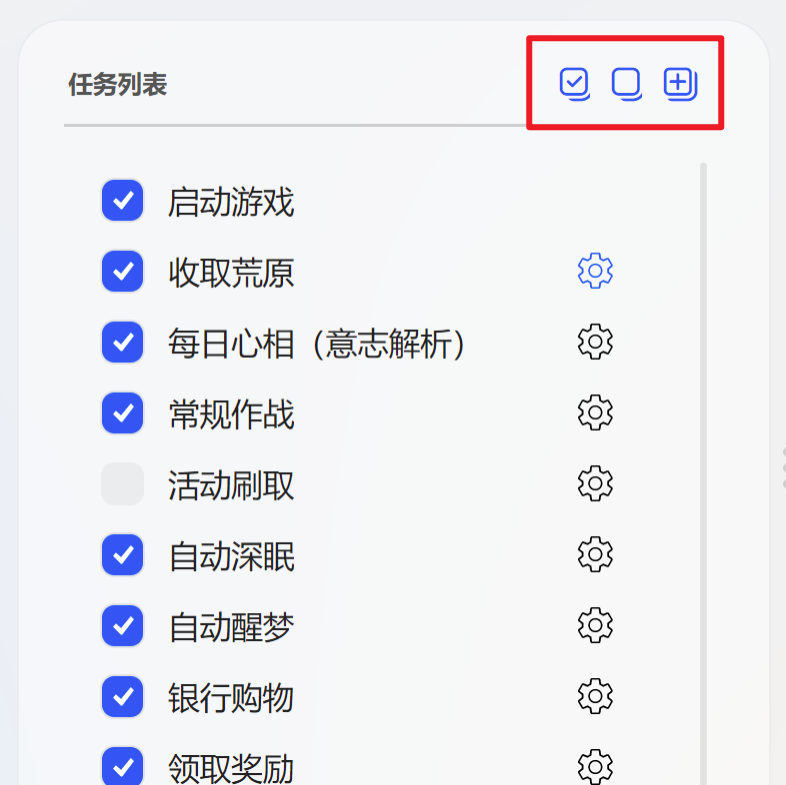 任务列表
启动游戏
收取荒原
每日心相（意志解析）
常规作战
活动刷取
自动深眠
自动醒梦
银行购物
领取奖励